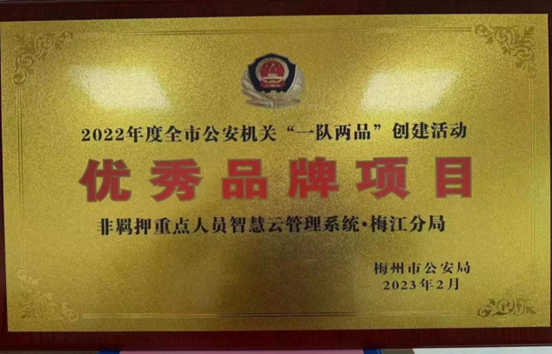 2022年度全市公安机关“一队两品”创建活动
优秀品牌项目
非羁押重点人员智慧云管理系统·梅江分局
梅州市公安局
2023年2月